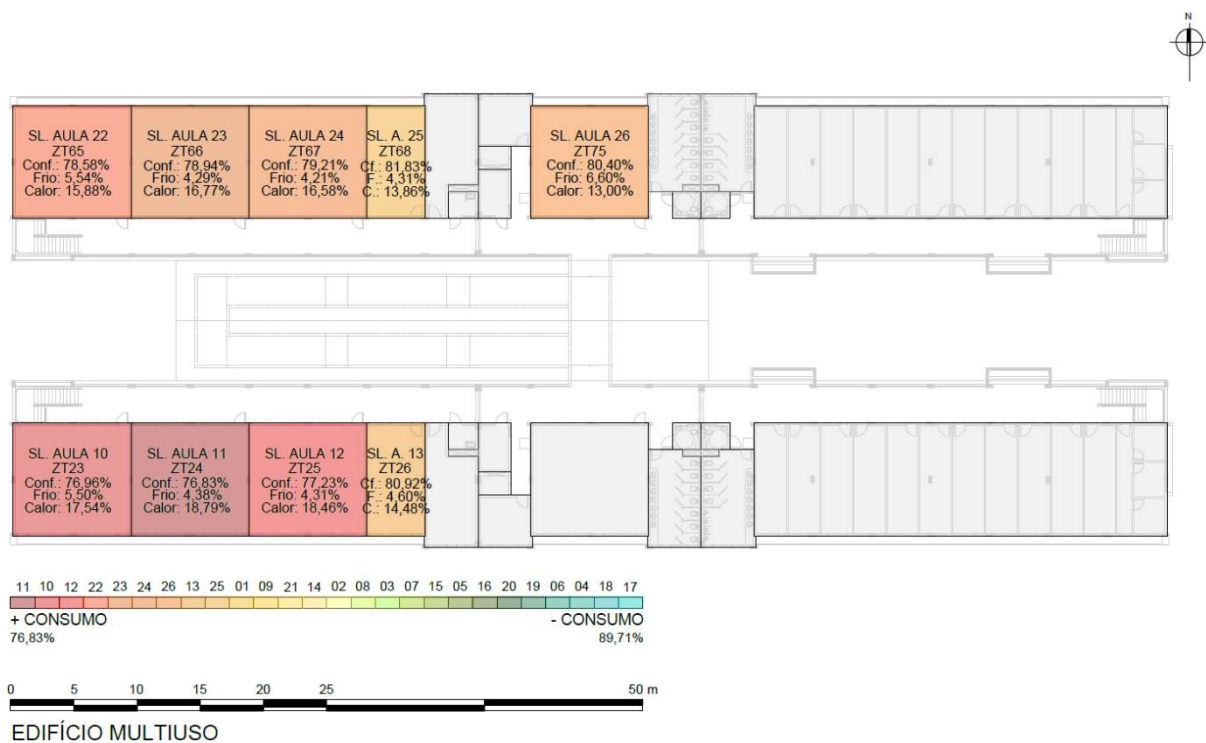 N
SL. AULA 22
ZT65
Conf.: 78,58%
Frio: 5,54%
Calor: 15,88%
SL. AULA 23
ZT66
Conf.: 78,94%
Frio: 4,29%
Calor: 16,77%
SL. AULA 24
ZT67
Conf.: 79,21%
Frio: 4,21%
Calor: 16,58%
SL. A. 25
ZT68
Cf.: 81,83%
F.: 4,31%
C.: 13,86%
SL. AULA 26
ZT75
Conf.: 80,40%
Frio: 6,60%
Calor: 13,00%
SL. AULA 10
ZT23
Conf.: 76,96%
Frio: 5,50%
Calor: 17,54%
SL. AULA 11
ZT24
Conf.: 76,83%
Frio: 4,38%
Calor: 18,79%
SL. AULA 12
ZT25
Conf.: 77,23%
Frio: 4,31%
Calor: 18,46%
SL. A. 13
ZT26
Cf.: 80,92%
F.: 4,60%
C.: 14,48%
11 10 12 22 23 24 26 13 25 01 09 21 14 02 08 03 07 15 05 16 20 19 06 04 18 17
+ CONSUMO - CONSUMO
76,83% 89,71%
0 5 10 15 20 25 50 m
EDIFÍCIO MULTIUSO